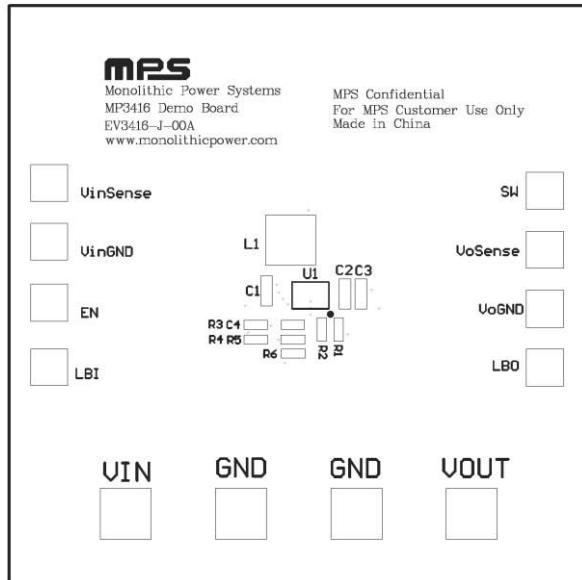 MPS
Monolithic Power Systems
MP3416 Demo Board
EV3416-J-00A
www.monolithicpower.com
MPS Confidential
For MPS Customer Use Only
Made in China
VinSense
VinGND
EN
LBI
SW
VoSense
VoGND
LBO
L1
U1
C1
C2 C3
R3 C4
R4 R5
R6
R2
R1
VIN
GND
GND
VOUT